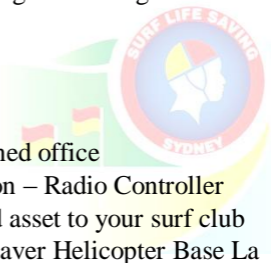 SURF LIFE SAVING
SYDNEY
ned office
on – Radio Controller
d asset to your surf club
aver Helicopter Base La